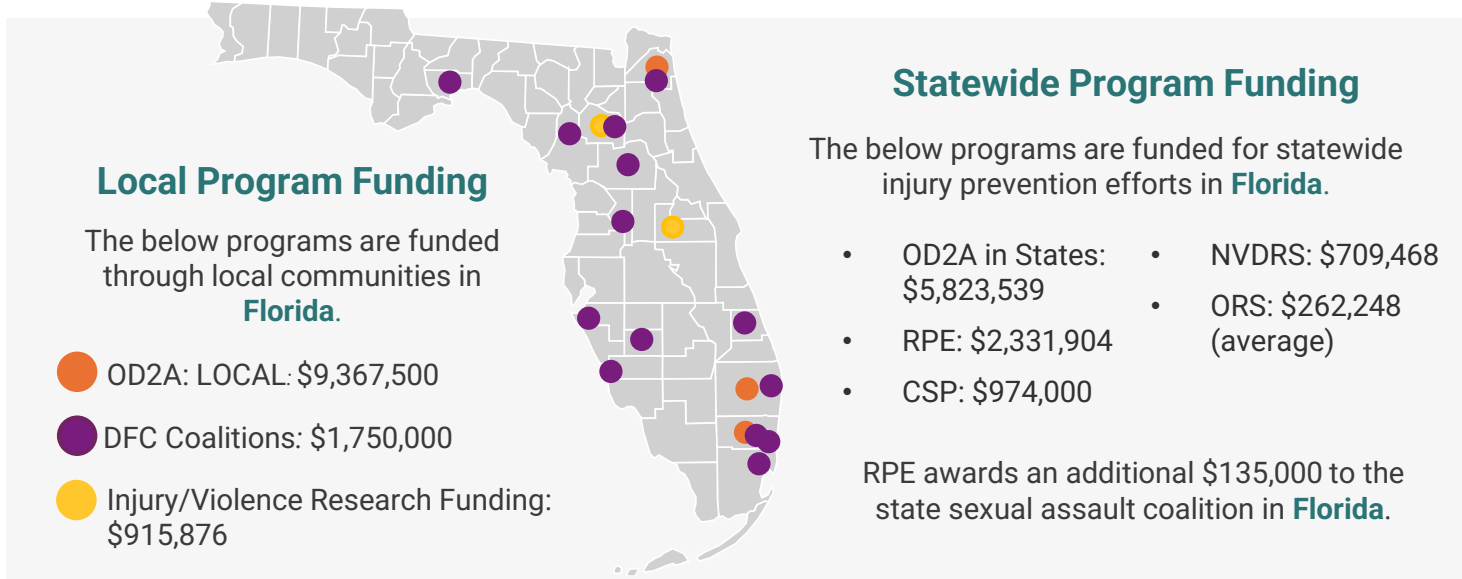 Local Program Funding
The below programs are funded
through local communities in
Florida.
OD2A: LOCAL: $9,367,500
DFC Coalitions: $1,750,000
Injury/Violence Research Funding:
$915,876
Statewide Program Funding
The below programs are funded for statewide
injury prevention efforts in Florida.
• OD2A in States:
$5,823,539
• RPE: $2,331,904
• CSP: $974,000
• NVDRS: $709,468
• ORS: $262,248
(average)
RPE awards an additional $135,000 to the
state sexual assault coalition in Florida.